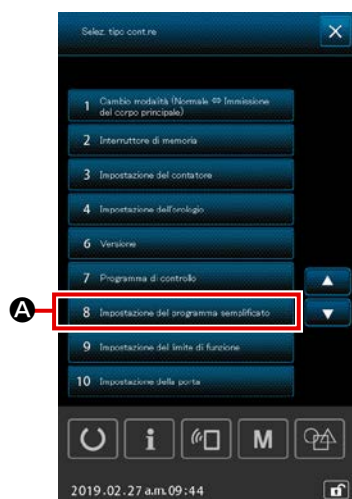 Selez. tipo cont.re
1 Cambio modalità (Normale ⇔ Immissione
del corpo principale)
2 Interruttore di memoria
3 Impostazione del contatore
4 Impostazione dell'orologio
6 Versione
7 Programma di controllo
A
8 Impostazione del programma semplificato
9 Impostazione del limite di funzione
10 Impostazione della porta
i
M
2019.02.27 a.m.09:44